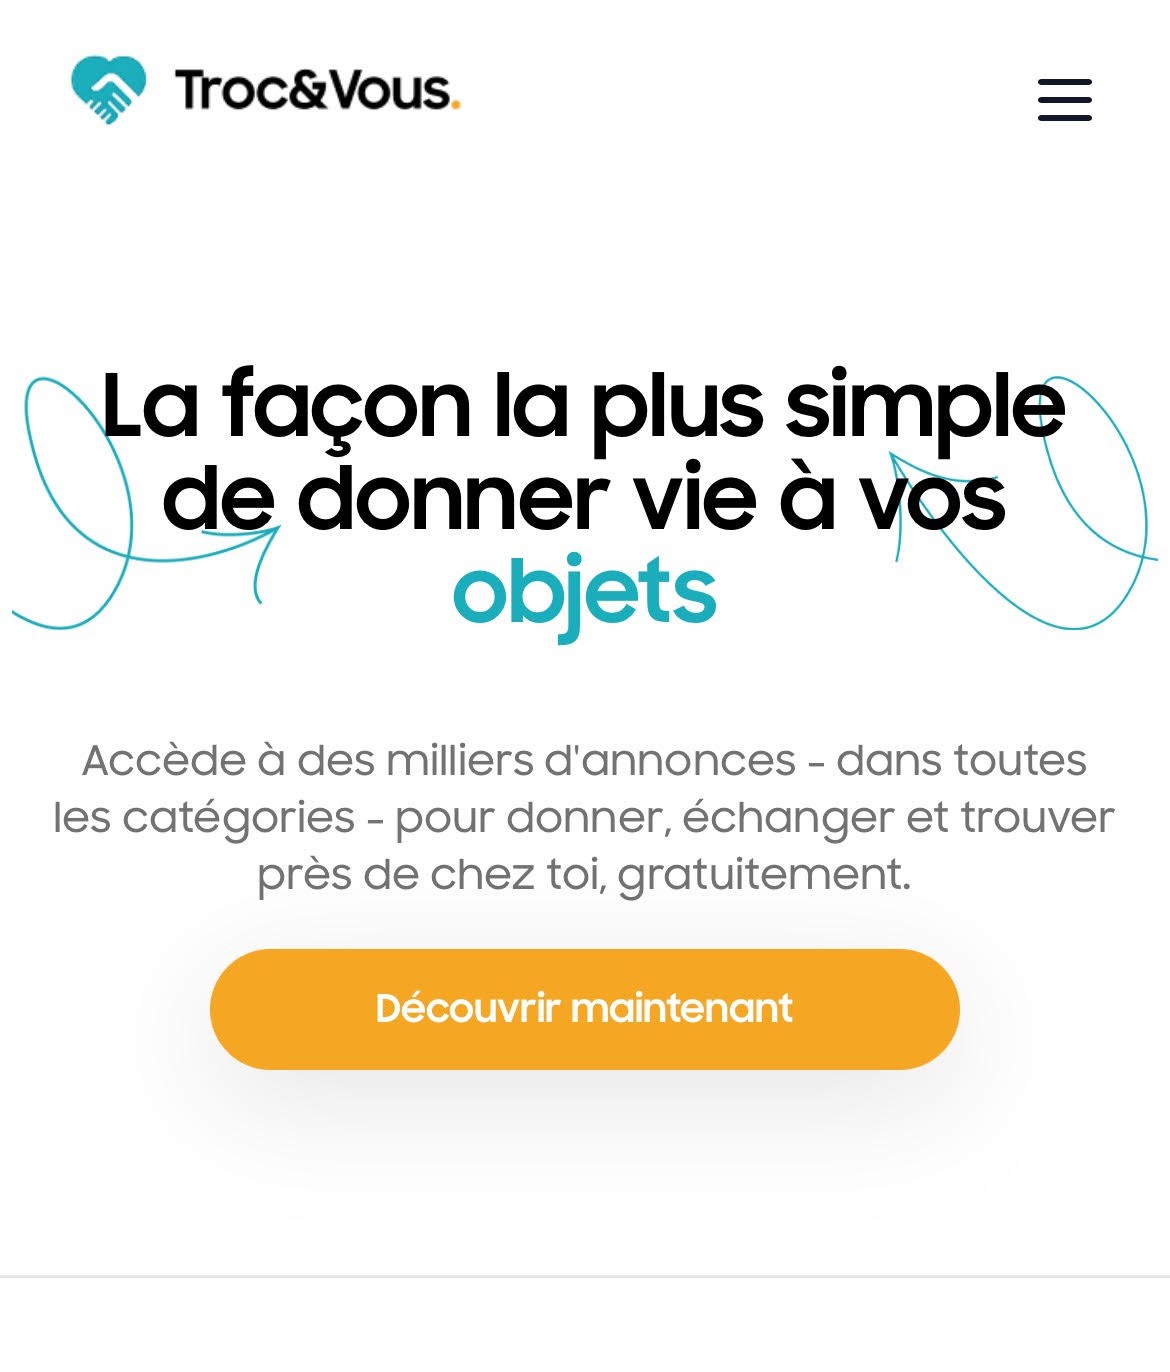 Troc&Vous.
La façon la plus simple
de donner vie à vos
objets
Accède à des milliers d'annonces - dans toutes
les catégories - pour donner, échanger et trouver
près de chez toi, gratuitement.
Découvrir maintenant